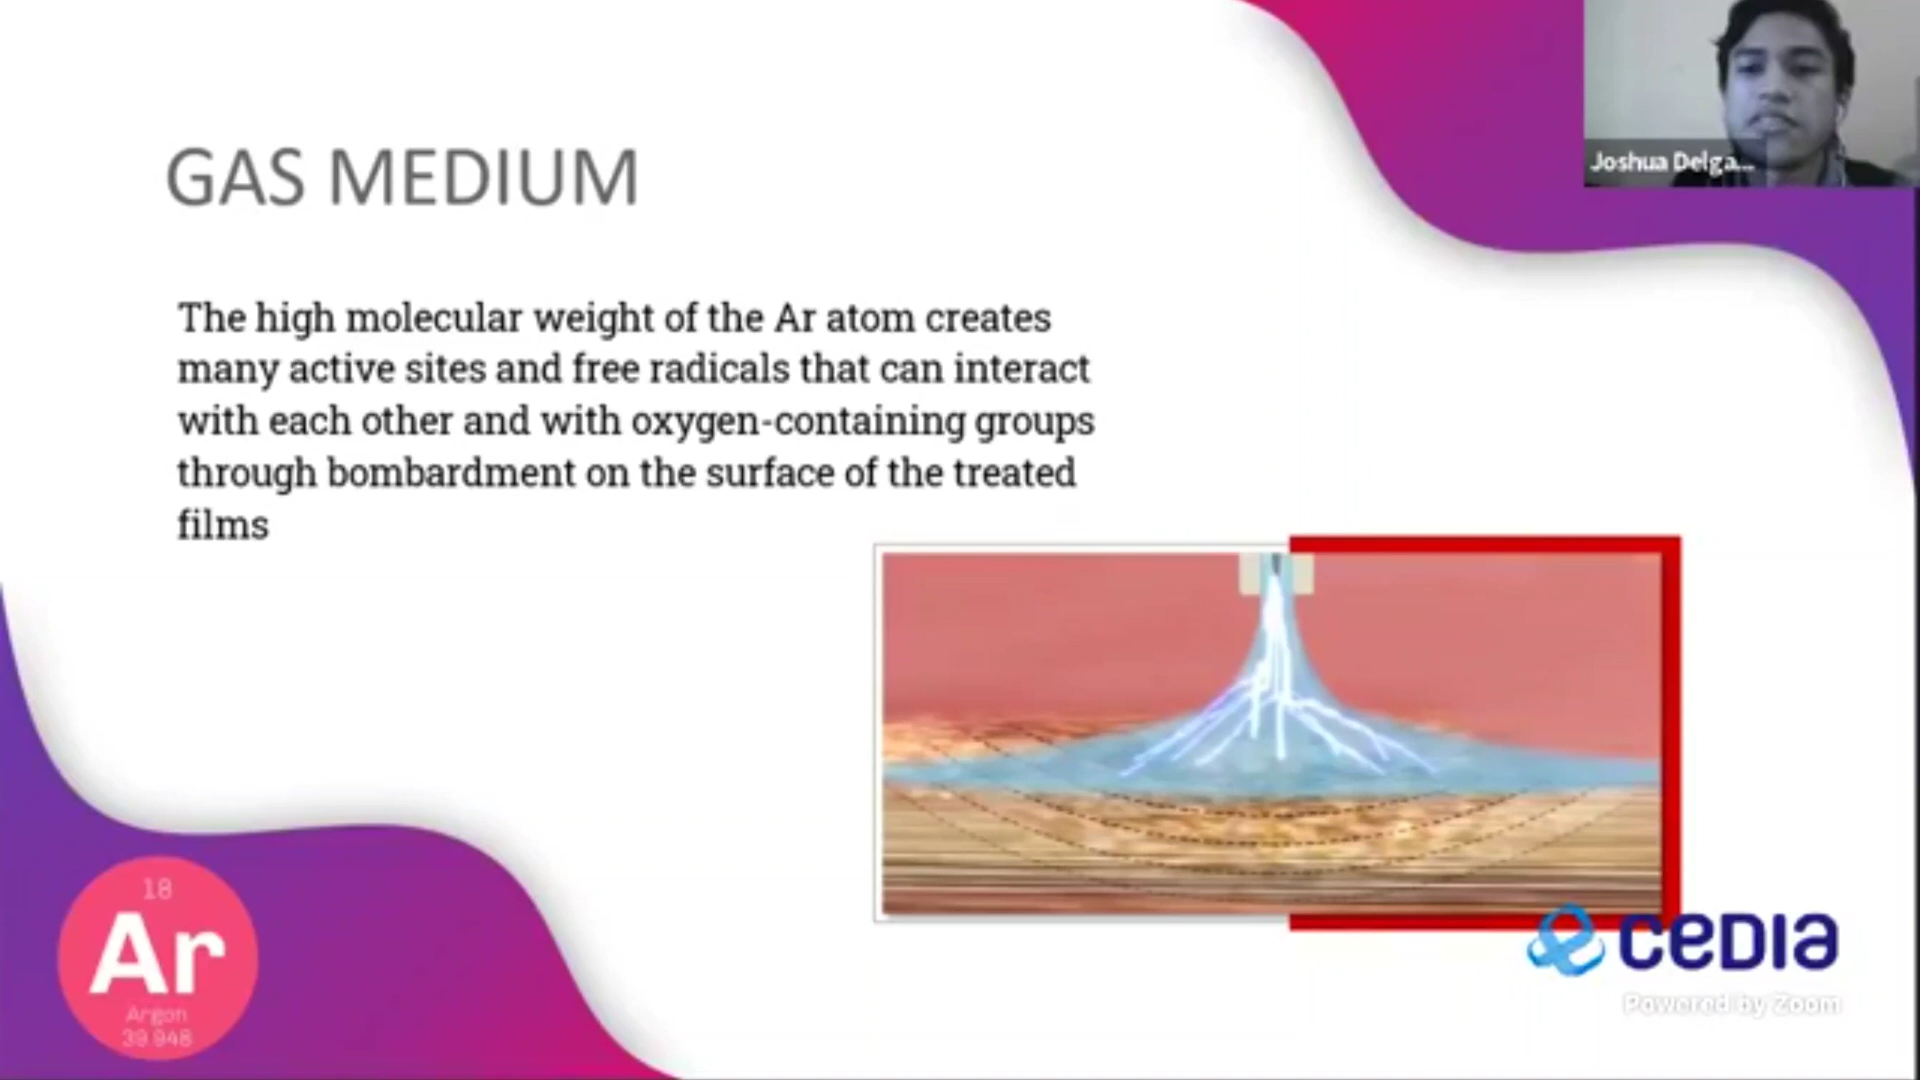 Joshua Delga...
GAS MEDIUM
The high molecular weight of the Ar atom creates
many active sites and free radicals that can interact
with each other and with oxygen-containing groups
through bombardment on the surface of the treated
films
18
Ar
Argon
39.948
CEDIA
Powered by Zoom